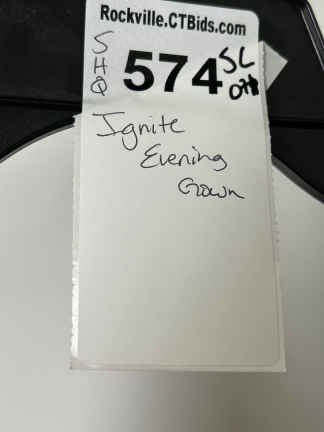 Rockville.CTBids.com
SHQ
574
SL
Ignite
Evening
Gown